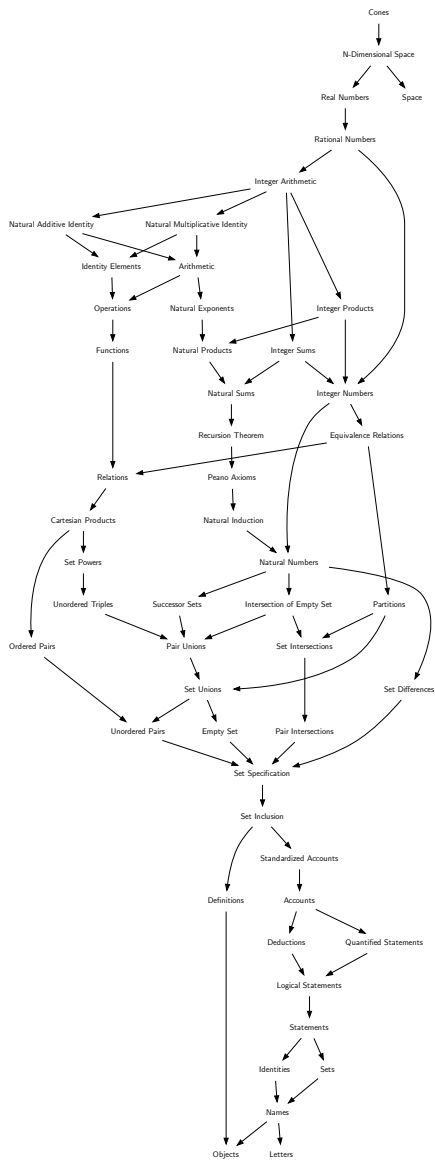 Cones
N-Dimensional Space
Real Numbers
Space
Rational Numbers
Integer Arithmetic
Natural Additive Identity
Natural Multiplicative Identity
Identity Elements
Arithmetic
Operations
Natural Exponents
Integer Products
Functions
Natural Products
Integer Sums
Natural Sums
Integer Numbers
Recursion Theorem
Equivalence Relations
Relations
Peano Axioms
Cartesian Products
Natural Induction
Set Powers
Natural Numbers
Unordered Triples
Successor Sets
Intersection of Empty Set
Partitions
Ordered Pairs
Pair Unions
Set Intersections
Set Unions
Set Differences
Unordered Pairs
Empty Set
Pair Intersections
Set Specification
Set Inclusion
Standardized Accounts
Definitions
Accounts
Deductions
Quantified Statements
Logical Statements
Statements
Identities
Sets
Names
Objects
Letters